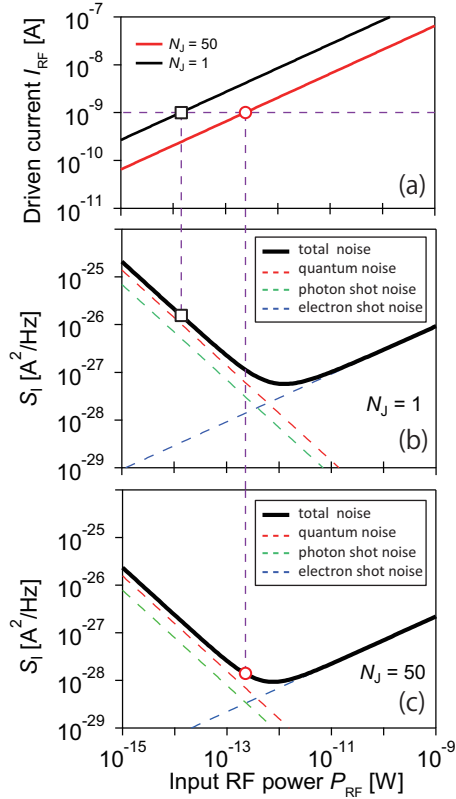 Driven current I_RF [A]
10^-7
10^-8
10^-9
10^-10
10^-11
N_J = 50
N_J = 1
(a)
S_I [A^2/Hz]
10^-25
10^-26
10^-27
10^-28
10^-29
total noise
quantum noise
photon shot noise
electron shot noise
N_J = 1
(b)
S_I [A^2/Hz]
10^-25
10^-26
10^-27
10^-28
10^-29
total noise
quantum noise
photon shot noise
electron shot noise
N_J = 50
(c)
10^-15
10^-13
10^-11
10^-9
Input RF power P_RF [W]